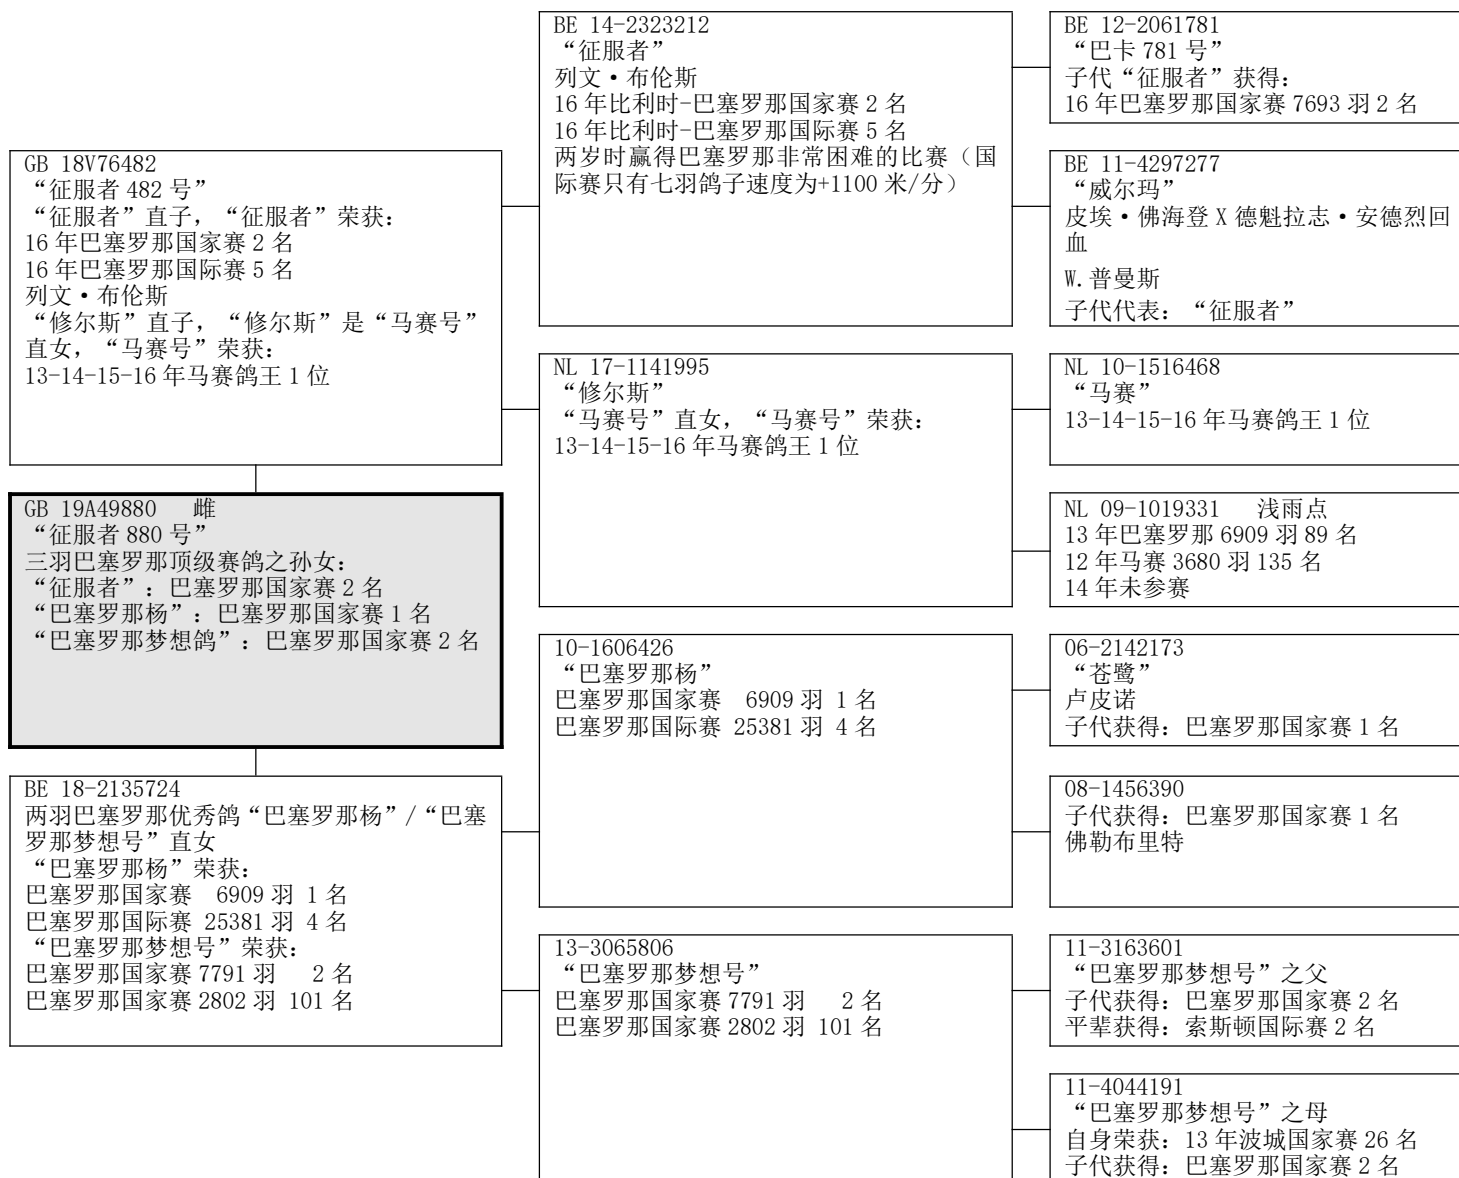 GB 18V76482
“征服者 482 号”
“征服者”直子，“征服者”荣获：
16 年巴塞罗那国家赛 2 名
16 年巴塞罗那国际赛 5 名
列文·布伦斯
“修尔斯”直子，“修尔斯”是“马赛号”
直女，“马赛号”荣获：
13-14-15-16 年马赛鸽王 1 位
GB 19A49880 雌
“征服者 880 号”
三羽巴塞罗那顶级赛鸽之孙女：
“征服者”：巴塞罗那国家赛 2 名
“巴塞罗那杨”：巴塞罗那国家赛 1 名
“巴塞罗那梦想鸽”：巴塞罗那国家赛 2 名
BE 18-2135724
两羽巴塞罗那优秀鸽“巴塞罗那杨”/“巴塞
罗那梦想号”直女
“巴塞罗那杨”荣获：
巴塞罗那国家赛 6909 羽 1 名
巴塞罗那国际赛 25381 羽 4 名
“巴塞罗那梦想号”荣获：
巴塞罗那国家赛 7791 羽 2 名
巴塞罗那国家赛 2802 羽 101 名
BE 14-2323212
“征服者”
列文·布伦斯
16 年比利时-巴塞罗那国家赛 2 名
16 年比利时-巴塞罗那国际赛 5 名
两岁时赢得巴塞罗那非常困难的比赛（国
际赛只有七羽鸽子速度为+1100 米/分）
NL 17-1141995
“修尔斯”
“马赛号”直女，“马赛号”荣获：
13-14-15-16 年马赛鸽王 1 位
10-1606426
“巴塞罗那杨”
巴塞罗那国家赛 6909 羽 1 名
巴塞罗那国际赛 25381 羽 4 名
13-3065806
“巴塞罗那梦想号”
巴塞罗那国家赛 7791 羽 2 名
巴塞罗那国家赛 2802 羽 101 名
BE 12-2061781
“巴卡 781 号”
子代“征服者”获得：
16 年巴塞罗那国家赛 7693 羽 2 名
BE 11-4297277
“威尔玛”
皮埃·佛海登 X 德魁拉志·安德烈回
血
W.普曼斯
子代代表：“征服者”
NL 10-1516468
“马赛”
13-14-15-16 年马赛鸽王 1 位
NL 09-1019331 浅雨点
13 年巴塞罗那 6909 羽 89 名
12 年马赛 3680 羽 135 名
14 年未参赛
06-2142173
“苍鹭”
卢皮诺
子代获得：巴塞罗那国家赛 1 名
08-1456390
子代获得：巴塞罗那国家赛 1 名
佛勒布里特
11-3163601
“巴塞罗那梦想号”之父
子代获得：巴塞罗那国家赛 2 名
平辈获得：索斯顿国际赛 2 名
11-4044191
“巴塞罗那梦想号”之母
自身荣获：13 年波城国家赛 26 名
子代获得：巴塞罗那国家赛 2 名